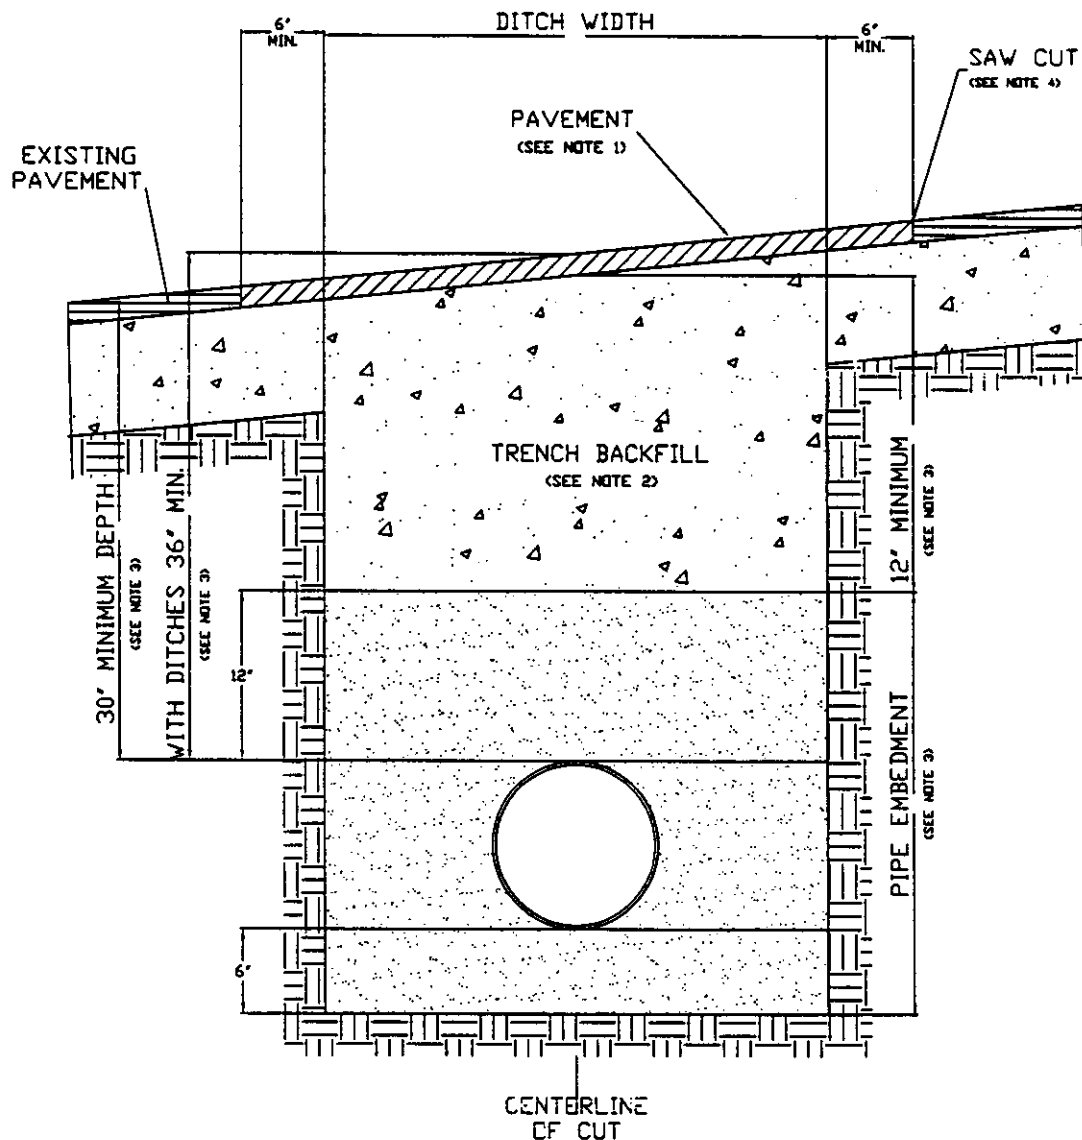 6"
MIN.
DITCH WIDTH
6"
MIN.
SAW CUT
(SEE NOTE 4)
PAVEMENT
(SEE NOTE 1)
EXISTING
PAVEMENT
TRENCH BACKFILL
(SEE NOTE 2)
30" MINIMUM DEPTH
(SEE NOTE 3)
WITH DITCHES 36" MIN.
(SEE NOTE 3)
12"
12" MINIMUM
(SEE NOTE 3)
PIPE EMBEDMENT
(SEE NOTE 3)
6"
CENTERLINE
OF CUT